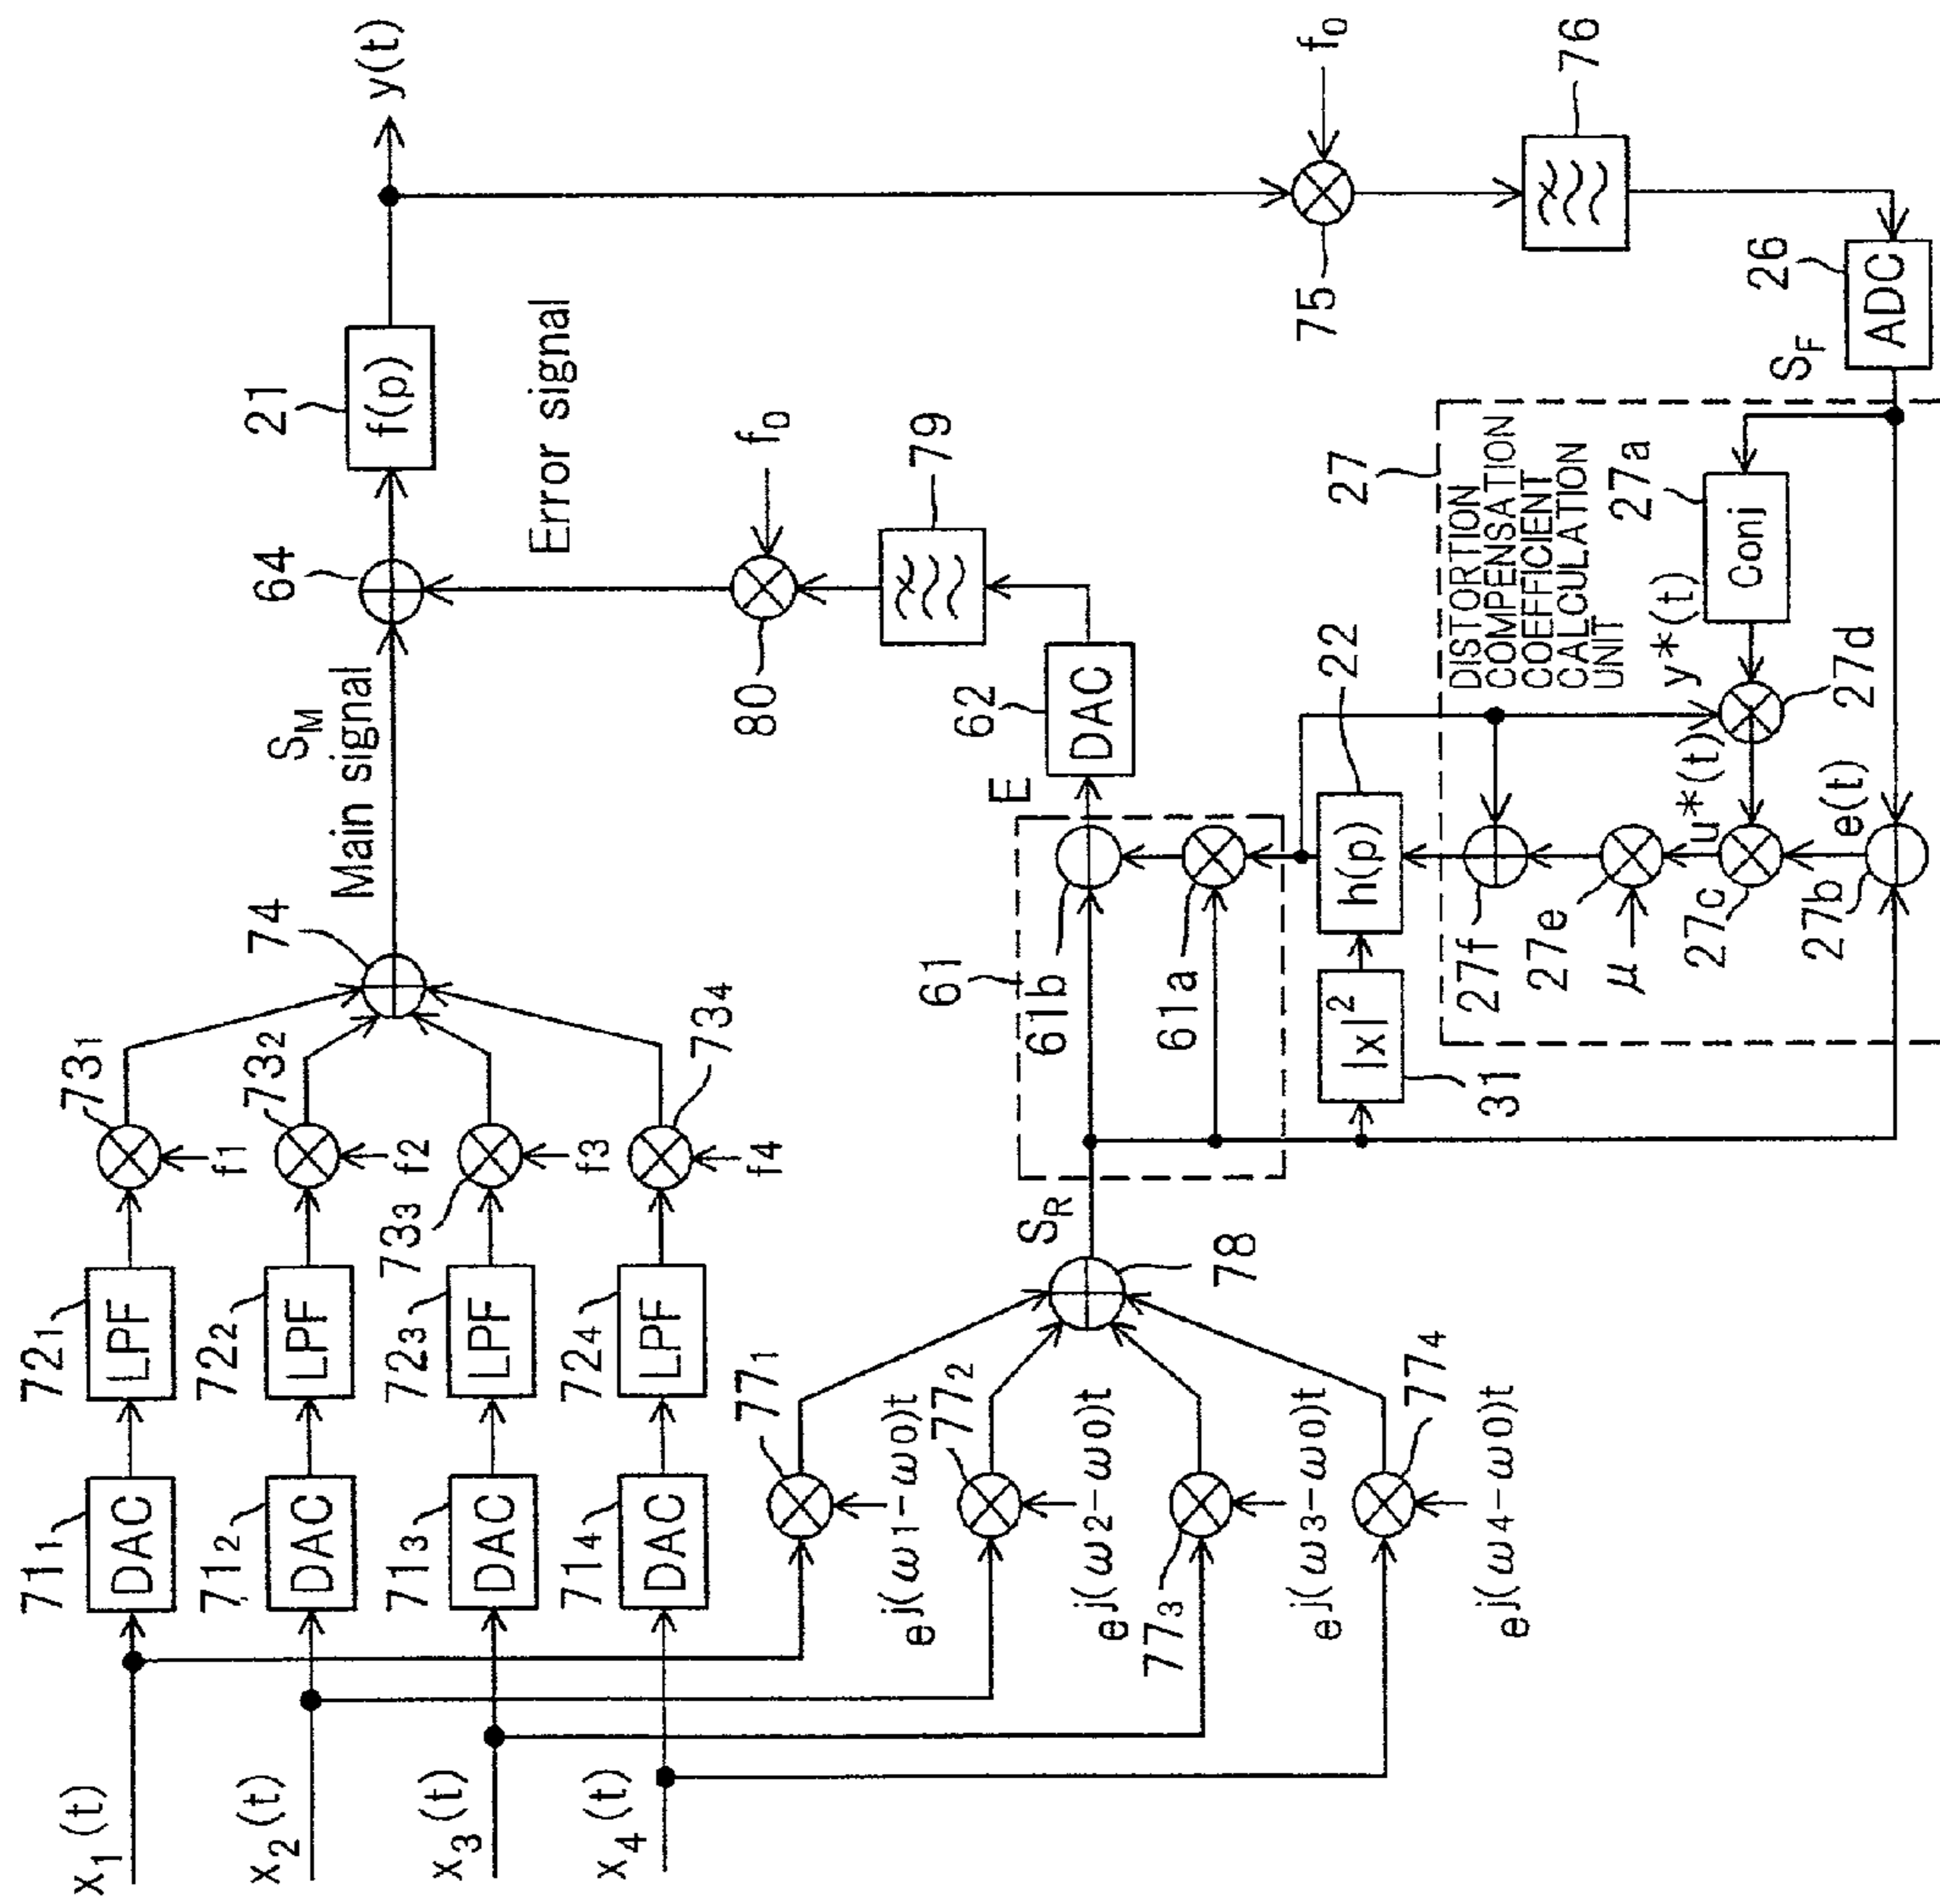 x1(t)
x2(t)
x3(t)
x4(t)
711
DAC
712
DAC
713
DAC
714
DAC
721
LPF
722
LPF
723
LPF
724
LPF
731
f1
732
f2
733
f3
734
f4
74
SM
Main signal
64
21
f(p)
y(t)
Error signal
80
f0
79
62
DAC
E
771
ej(ω1-ω0)t
772
ej(ω2-ω0)t
773
ej(ω3-ω0)t
774
ej(ω4-ω0)t
78
SR
61
61b
61a
22
h(p)
31
|x|2
27
DISTORTION
COMPENSATION
COEFFICIENT
CALCULATION
UNIT
27a
Conj
y*(t)
27d
u*(t)
27f
27e
μ
27c
e(t)
27b
SF
26
ADC
75
f0
76